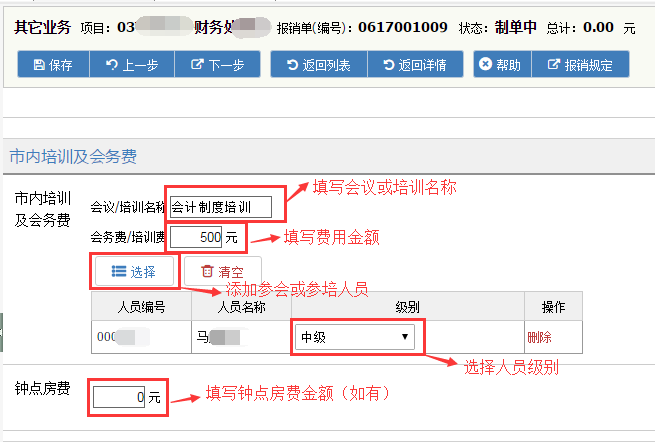 其它业务 项目：03 财务处 报销单(编号)：0617001009 状态：制单中 总计：0.00 元
保存 上一步 下一步 返回列表 返回详情 帮助 报销规定
市内培训及会务费
市内培训及会务费
会议/培训名称 会计制度培训
填写会议或培训名称
会务费/培训费 500 元
填写费用金额
选择 清空
添加参会或参培人员
人员编号 人员名称 级别 操作
000 马 中级 删除
选择人员级别
钟点房费 0 元
填写钟点房费金额（如有）